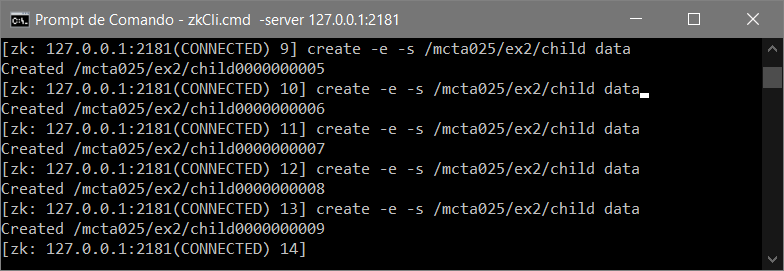 Prompt de Comando - zkCli.cmd -server 127.0.0.1:2181
[zk: 127.0.0.1:2181(CONNECTED) 9] create -e -s /mcta025/ex2/child data
Created /mcta025/ex2/child0000000005
[zk: 127.0.0.1:2181(CONNECTED) 10] create -e -s /mcta025/ex2/child data
Created /mcta025/ex2/child0000000006
[zk: 127.0.0.1:2181(CONNECTED) 11] create -e -s /mcta025/ex2/child data
Created /mcta025/ex2/child0000000007
[zk: 127.0.0.1:2181(CONNECTED) 12] create -e -s /mcta025/ex2/child data
Created /mcta025/ex2/child0000000008
[zk: 127.0.0.1:2181(CONNECTED) 13] create -e -s /mcta025/ex2/child data
Created /mcta025/ex2/child0000000009
[zk: 127.0.0.1:2181(CONNECTED) 14]